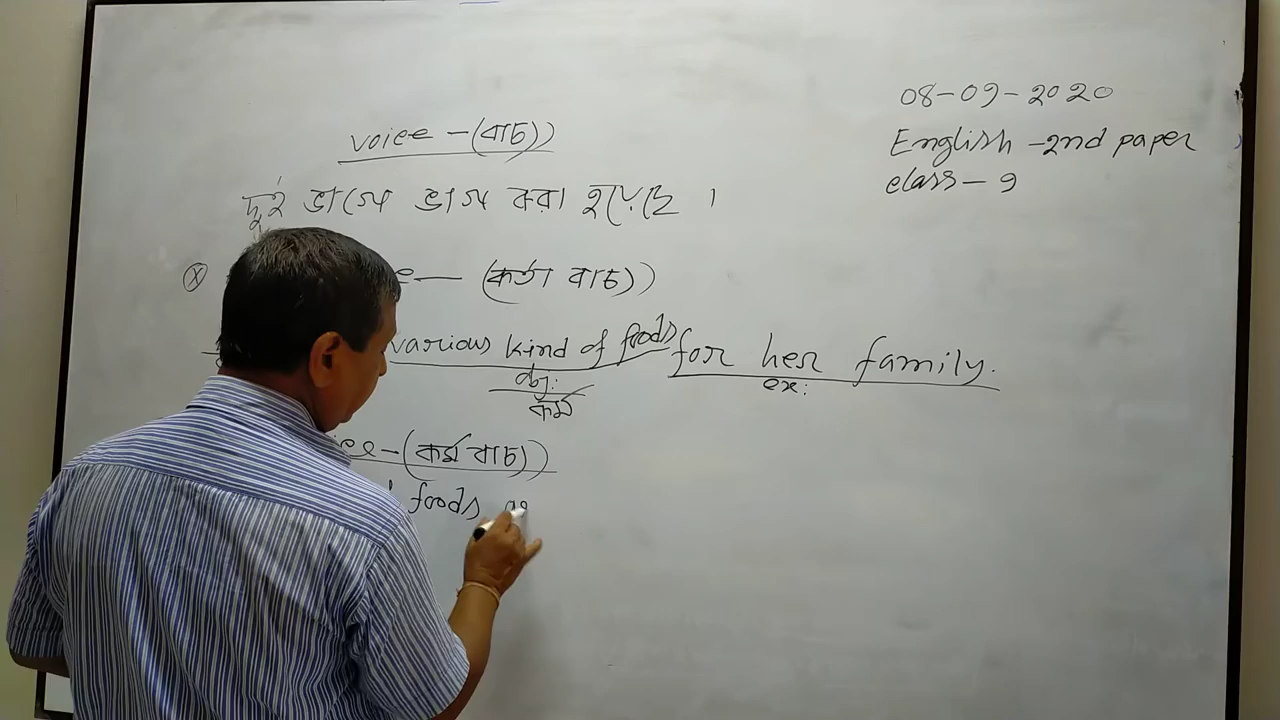 08-09-2020
English -2nd paper
class - 9
voice -(বাচ্য)
দুই ভাগে ভাগ করা হয়েছে ।
(কর্তা বাচ্য)
various kind of foods for her family.
obj: ex:
কর্ম
-(কর্ম বাচ্য)
foods